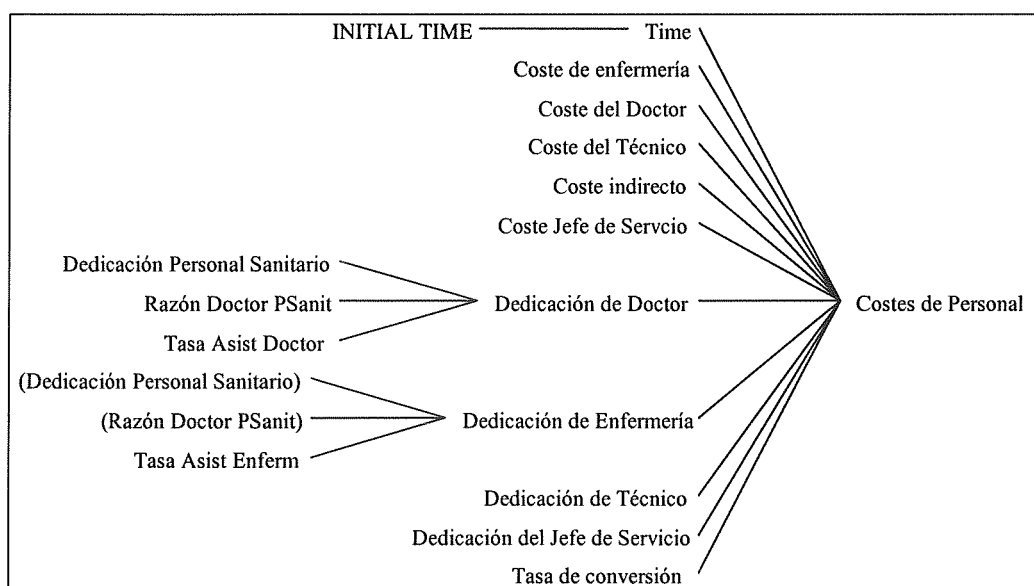 INITIAL TIME Time
Coste de enfermería
Coste del Doctor
Coste del Técnico
Coste indirecto
Coste Jefe de Servcio
Dedicación Personal Sanitario
Razón Doctor PSanit Dedicación de Doctor Costes de Personal
Tasa Asist Doctor
(Dedicación Personal Sanitario)
(Razón Doctor PSanit) Dedicación de Enfermería
Tasa Asist Enferm
Dedicación de Técnico
Dedicación del Jefe de Servicio
Tasa de conversión